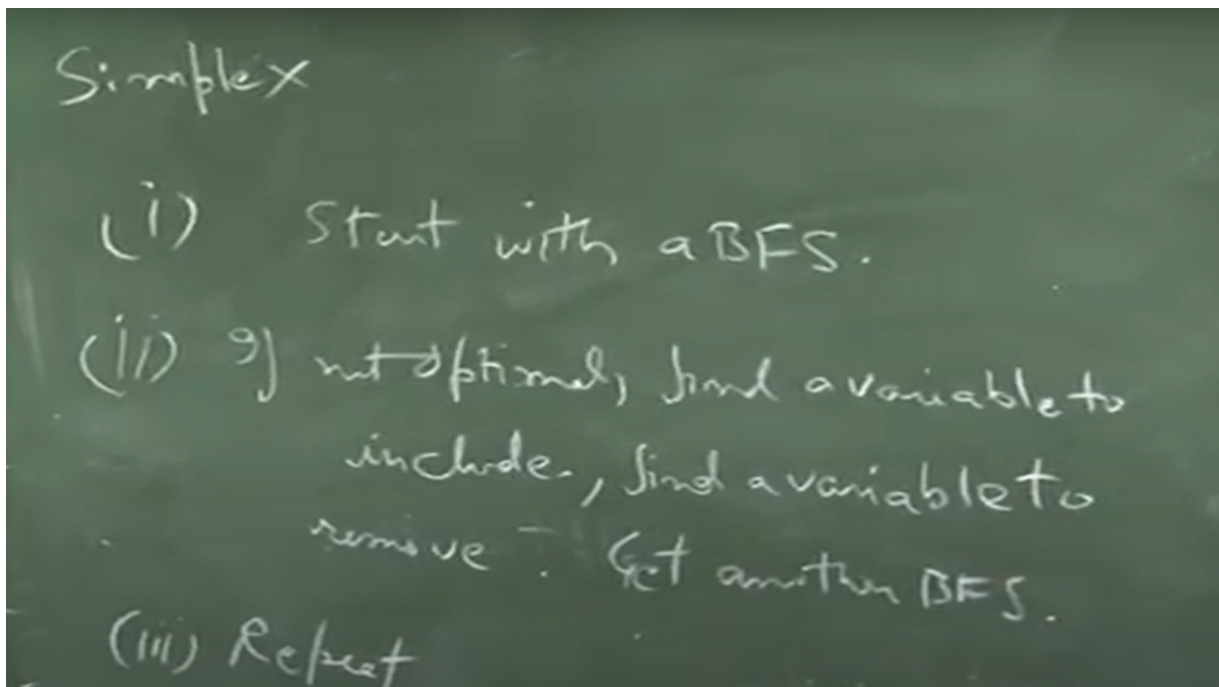 Simplex
(i) Start with a BFS.
(ii) If not optimal, find a variable to
include, find a variable to
remove. Get another BFS.
(iii) Repeat